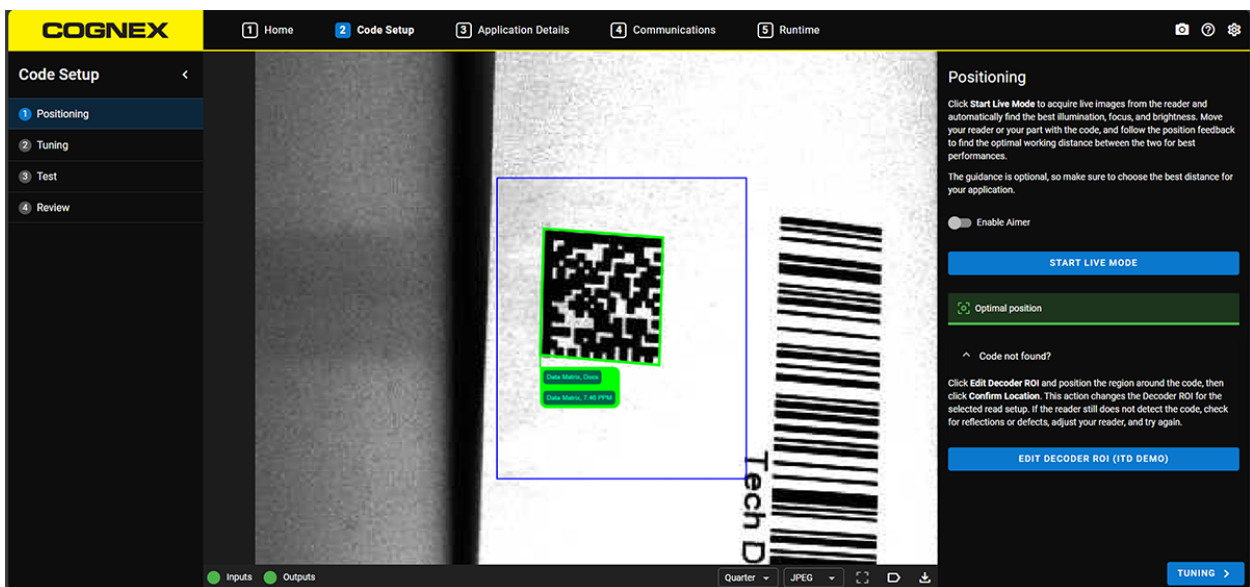 COGNEX
1 Home
2 Code Setup
3 Application Details
4 Communications
5 Runtime
Code Setup
1 Positioning
2 Tuning
3 Test
4 Review
Data Matrix, Docs
Data Matrix, 7.46 PPM
Tech D
Inputs
Outputs
Quarter
JPEG
Positioning
Click Start Live Mode to acquire live images from the reader and
automatically find the best illumination, focus, and brightness. Move
your reader or your part with the code, and follow the position feedback
to find the optimal working distance between the two for best
performances.
The guidance is optional, so make sure to choose the best distance for
your application.
Enable Aimer
START LIVE MODE
Optimal position
Code not found?
Click Edit Decoder ROI and position the region around the code, then
click Confirm Location. This action changes the Decoder ROI for the
selected read setup. If the reader still does not detect the code, check
for reflections or defects, adjust your reader, and try again.
EDIT DECODER ROI (ITD DEMO)
TUNING